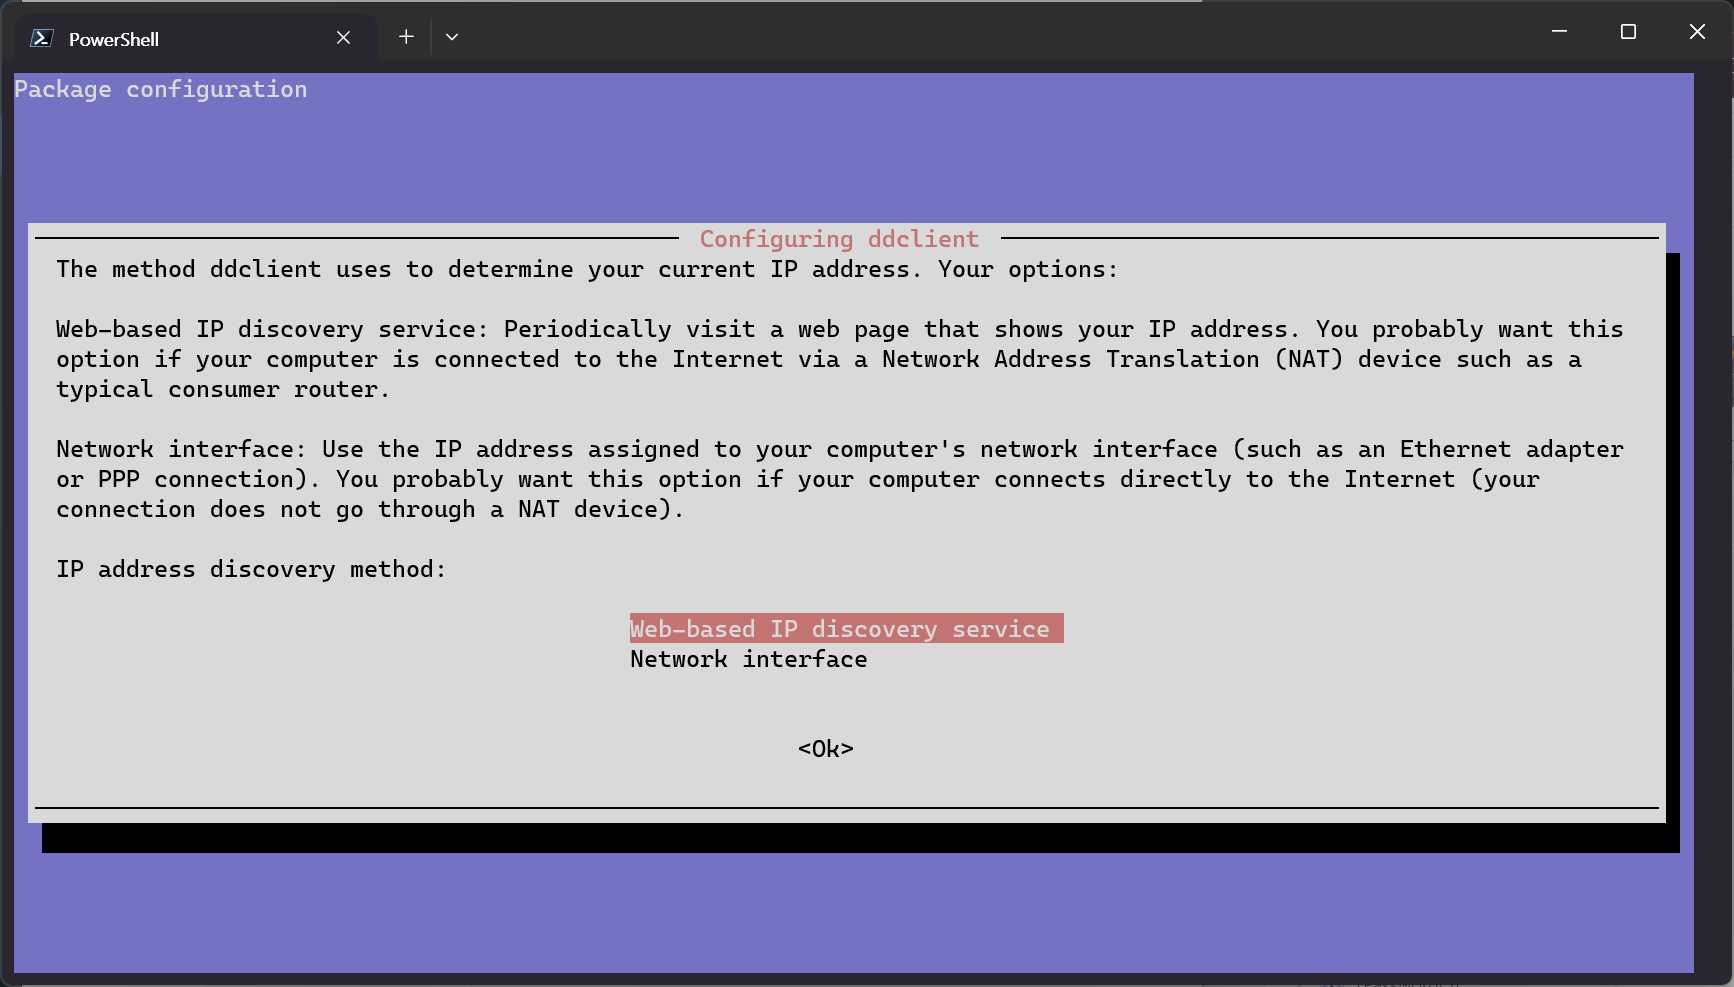 PowerShell
Package configuration
Configuring ddclient
The method ddclient uses to determine your current IP address. Your options:
Web-based IP discovery service: Periodically visit a web page that shows your IP address. You probably want this
option if your computer is connected to the Internet via a Network Address Translation (NAT) device such as a
typical consumer router.
Network interface: Use the IP address assigned to your computer's network interface (such as an Ethernet adapter
or PPP connection). You probably want this option if your computer connects directly to the Internet (your
connection does not go through a NAT device).
IP address discovery method:
Web-based IP discovery service
Network interface
<Ok>